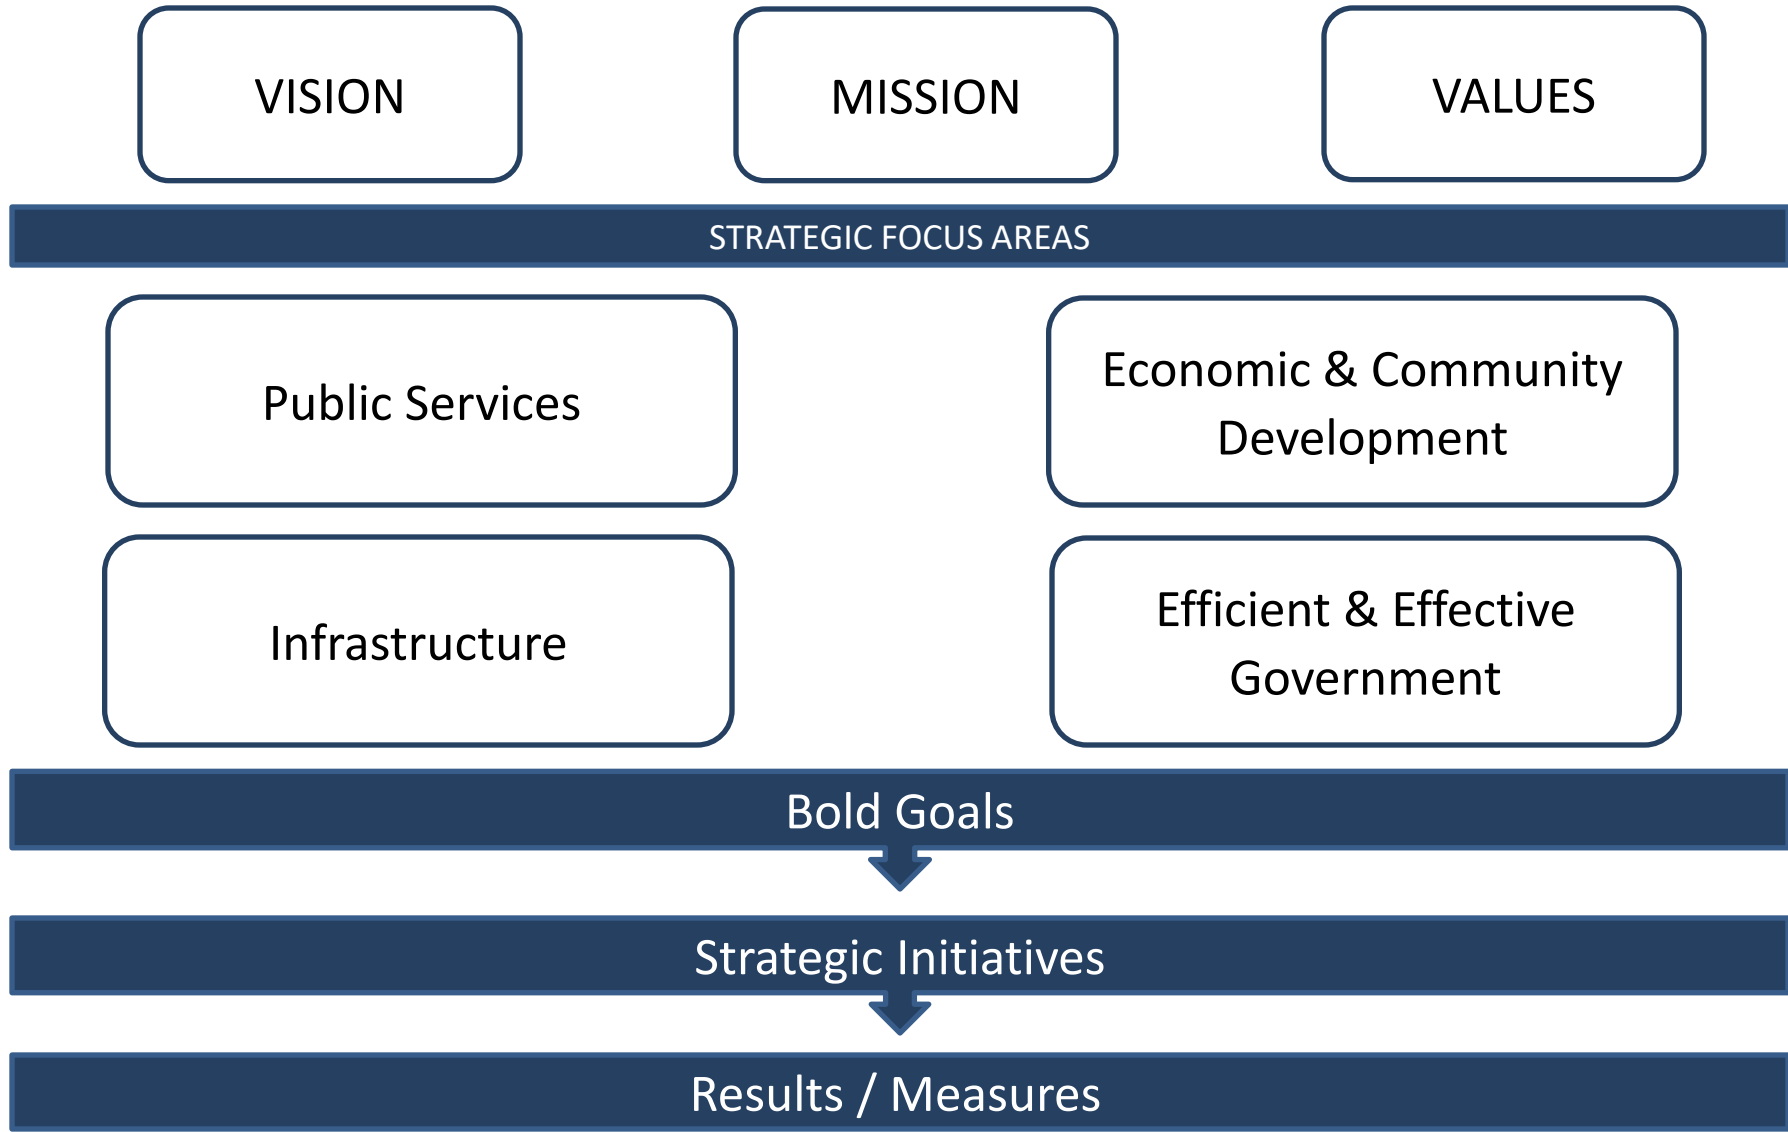 VISION
MISSION
VALUES
STRATEGIC FOCUS AREAS
Public Services
Economic & Community
Development
Infrastructure
Efficient & Effective
Government
Bold Goals
Strategic Initiatives
Results / Measures